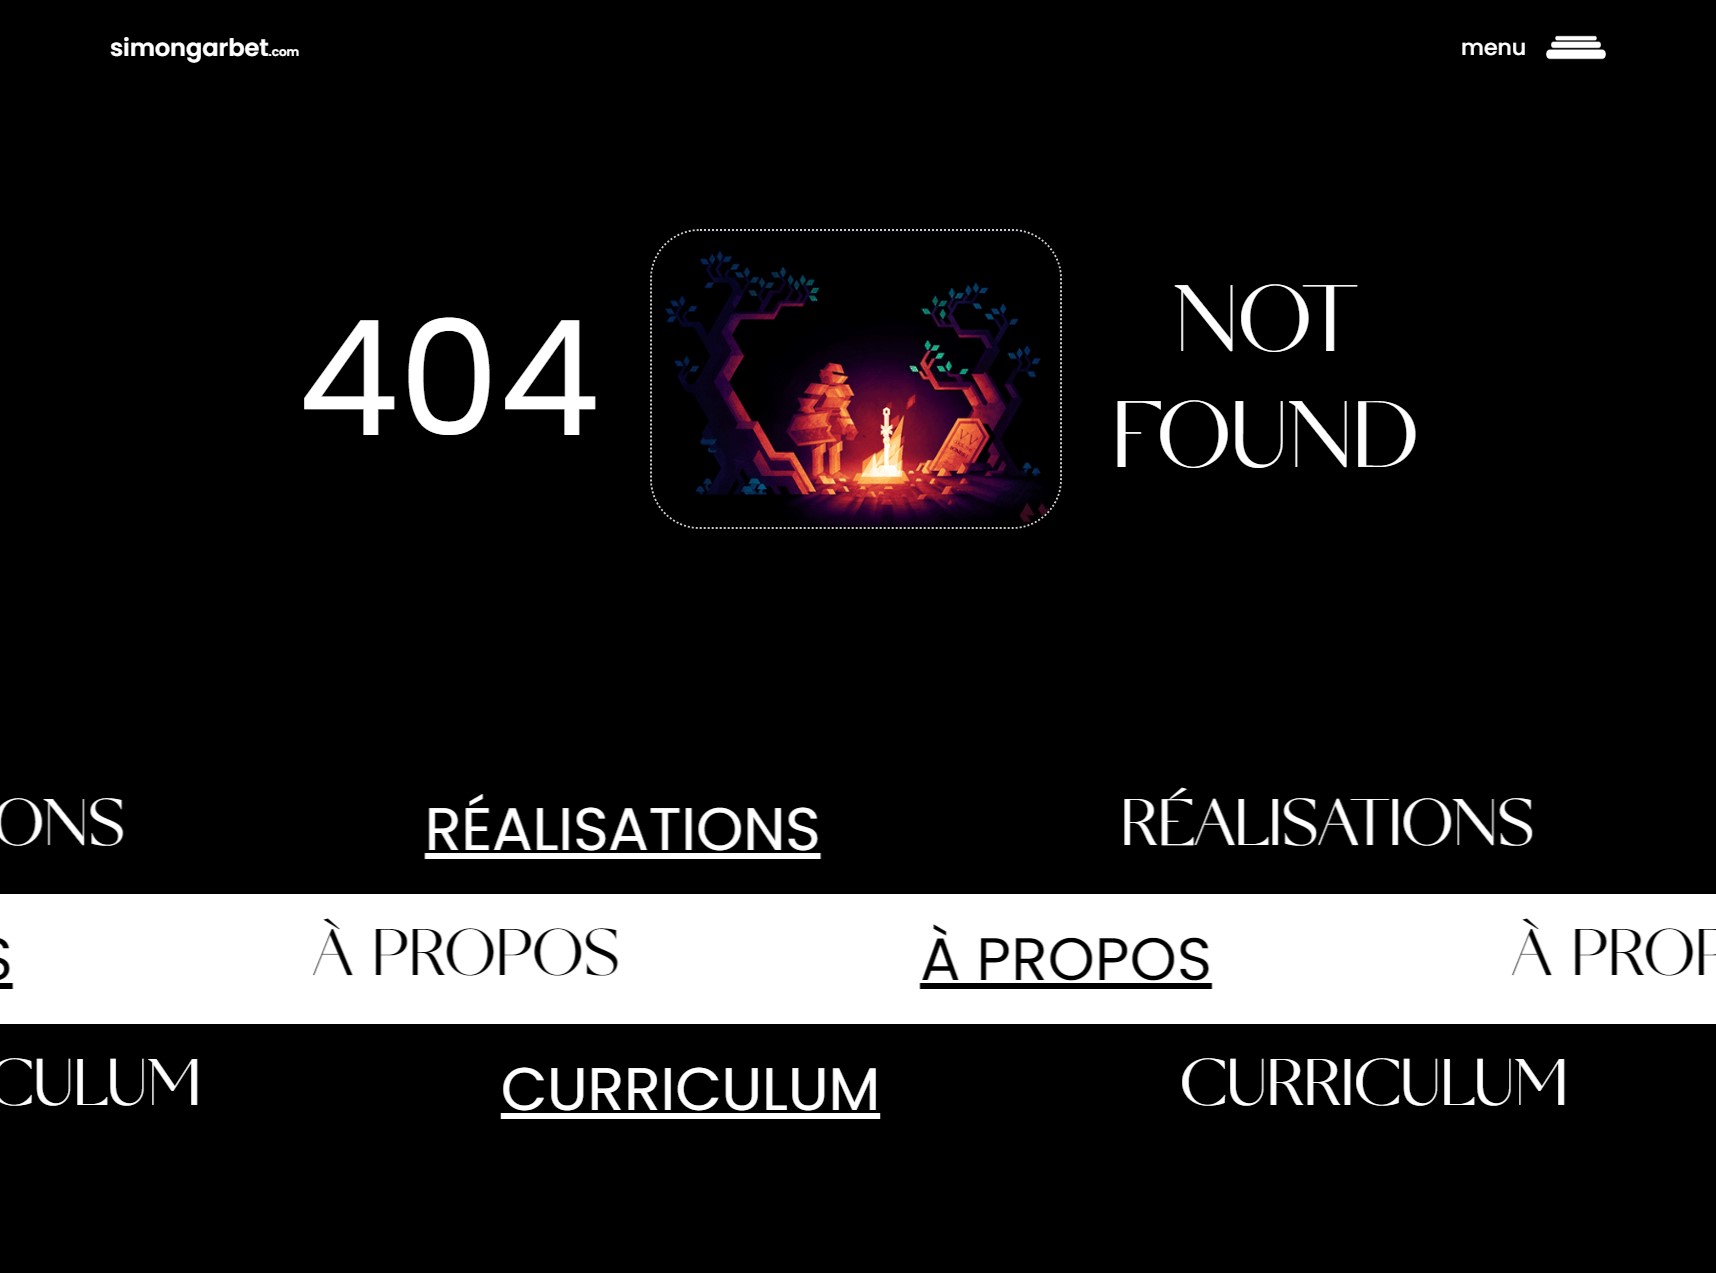 simongarbet.com
menu
404
NOT
FOUND
ONS RÉALISATIONS RÉALISATIONS
S À PROPOS À PROPOS À PROP
CULUM CURRICULUM CURRICULUM